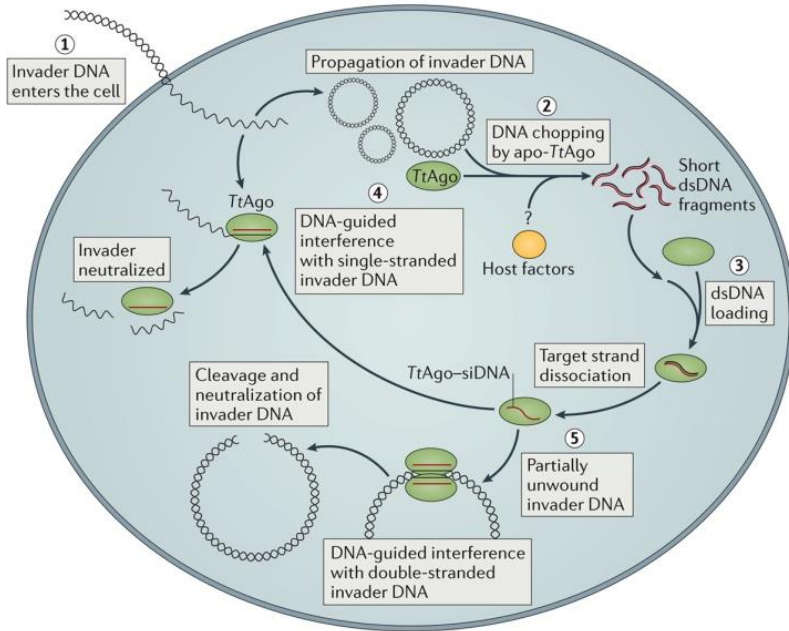 1
Invader DNA
enters the cell
Propagation of invader DNA
2
DNA chopping
by apo-TtAgo
TtAgo
Short
dsDNA
fragments
?
Host factors
3
dsDNA
loading
TtAgo
4
DNA-guided
interference
with single-stranded
invader DNA
Invader
neutralized
Target strand
dissociation
TtAgo–siDNA
Cleavage and
neutralization of
invader DNA
5
Partially
unwound
invader DNA
DNA-guided interference
with double-stranded
invader DNA